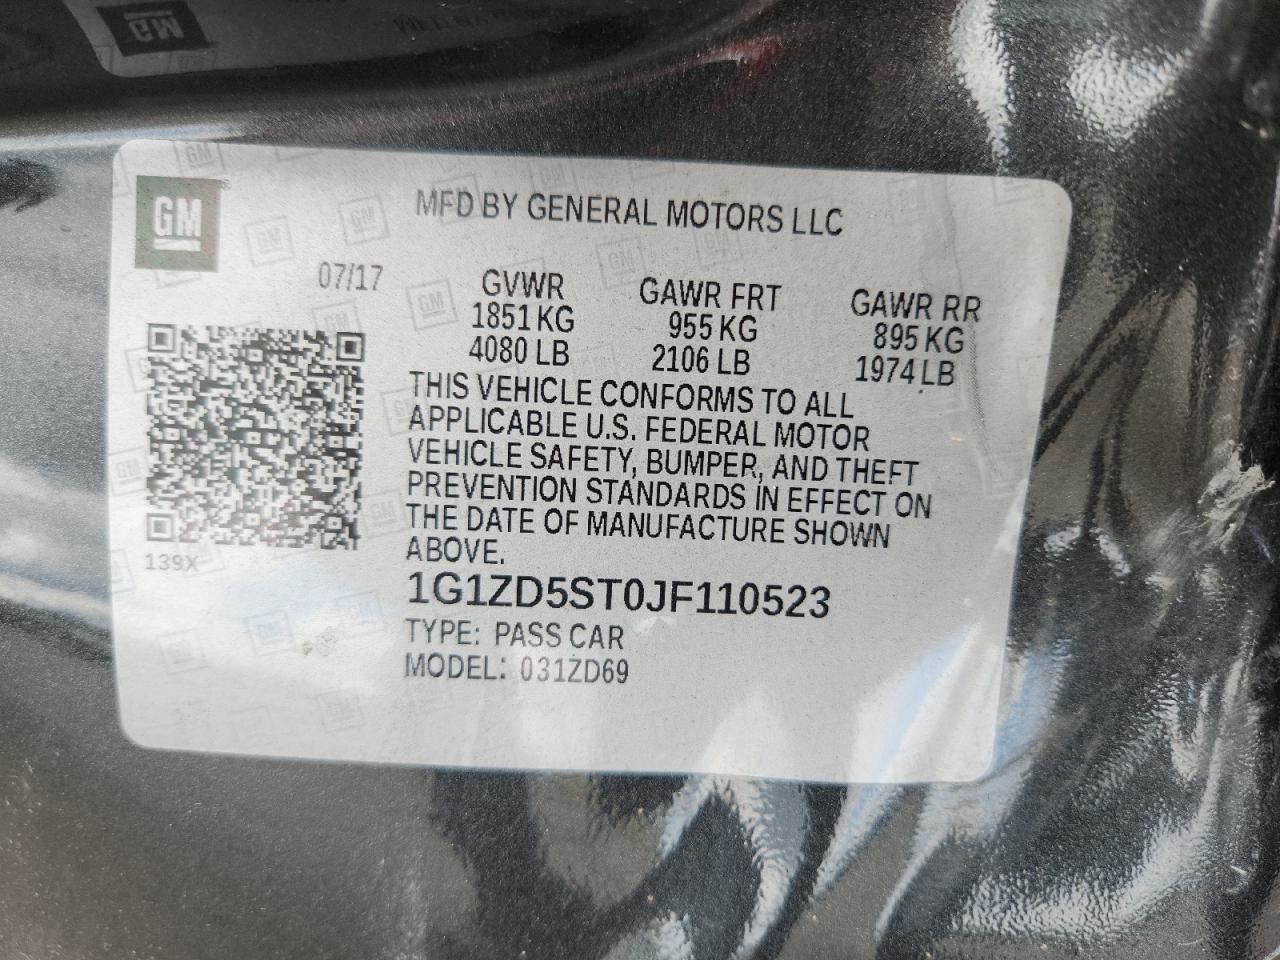 GM
MFD BY GENERAL MOTORS LLC
07/17
GVWR GAWR FRT GAWR RR
1851 KG 955 KG 895 KG
4080 LB 2106 LB 1974 LB
THIS VEHICLE CONFORMS TO ALL
APPLICABLE U.S. FEDERAL MOTOR
VEHICLE SAFETY, BUMPER, AND THEFT
PREVENTION STANDARDS IN EFFECT ON
THE DATE OF MANUFACTURE SHOWN
ABOVE.
139X
1G1ZD5ST0JF110523
TYPE: PASS CAR
MODEL: 031ZD69